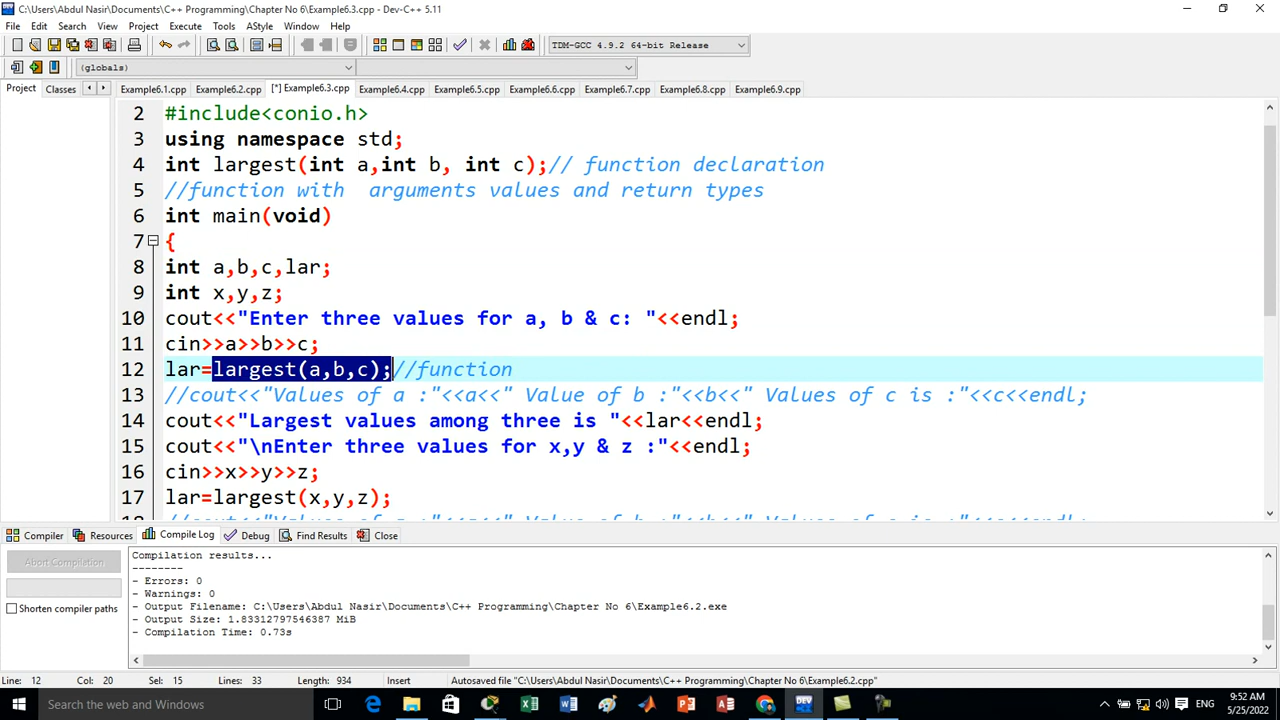 C:\Users\Abdul Nasir\Documents\C++ Programming\Chapter No 6\Example6.3.cpp - Dev-C++ 5.11
File Edit Search View Project Execute Tools AStyle Window Help
TDM-GCC 4.9.2 64-bit Release
(globals)
Project Classes Example6.1.cpp Example6.2.cpp [*] Example6.3.cpp Example6.4.cpp Example6.5.cpp Example6.6.cpp Example6.7.cpp Example6.8.cpp Example6.9.cpp
2 #include<conio.h>
3 using namespace std;
4 int largest(int a,int b, int c);// function declaration
5 //function with  arguments values and return types
6 int main(void)
7 {
8 int a,b,c,lar;
9 int x,y,z;
10 cout<<"Enter three values for a, b & c: "<<endl;
11 cin>>a>>b>>c;
12 lar=largest(a,b,c);//function
13 //cout<<"Values of a :"<<a<<" Value of b :"<<b<<" Values of c is :"<<c<<endl;
14 cout<<"Largest values among three is "<<lar<<endl;
15 cout<<"\nEnter three values for x,y & z :"<<endl;
16 cin>>x>>y>>z;
17 lar=largest(x,y,z);
Compiler Resources Compile Log Debug Find Results Close
Abort Compilation
Shorten compiler paths
Compilation results...
--------
- Errors: 0
- Warnings: 0
- Output Filename: C:\Users\Abdul Nasir\Documents\C++ Programming\Chapter No 6\Example6.2.exe
- Output Size: 1.83312797546387 MiB
- Compilation Time: 0.73s
Line: 12 Col: 20 Sel: 15 Lines: 33 Length: 934 Insert Autosaved file "C:\Users\Abdul Nasir\Documents\C++ Programming\Chapter No 6\Example6.2.cpp"
Search the web and Windows
ENG
9:52 AM
5/25/2022